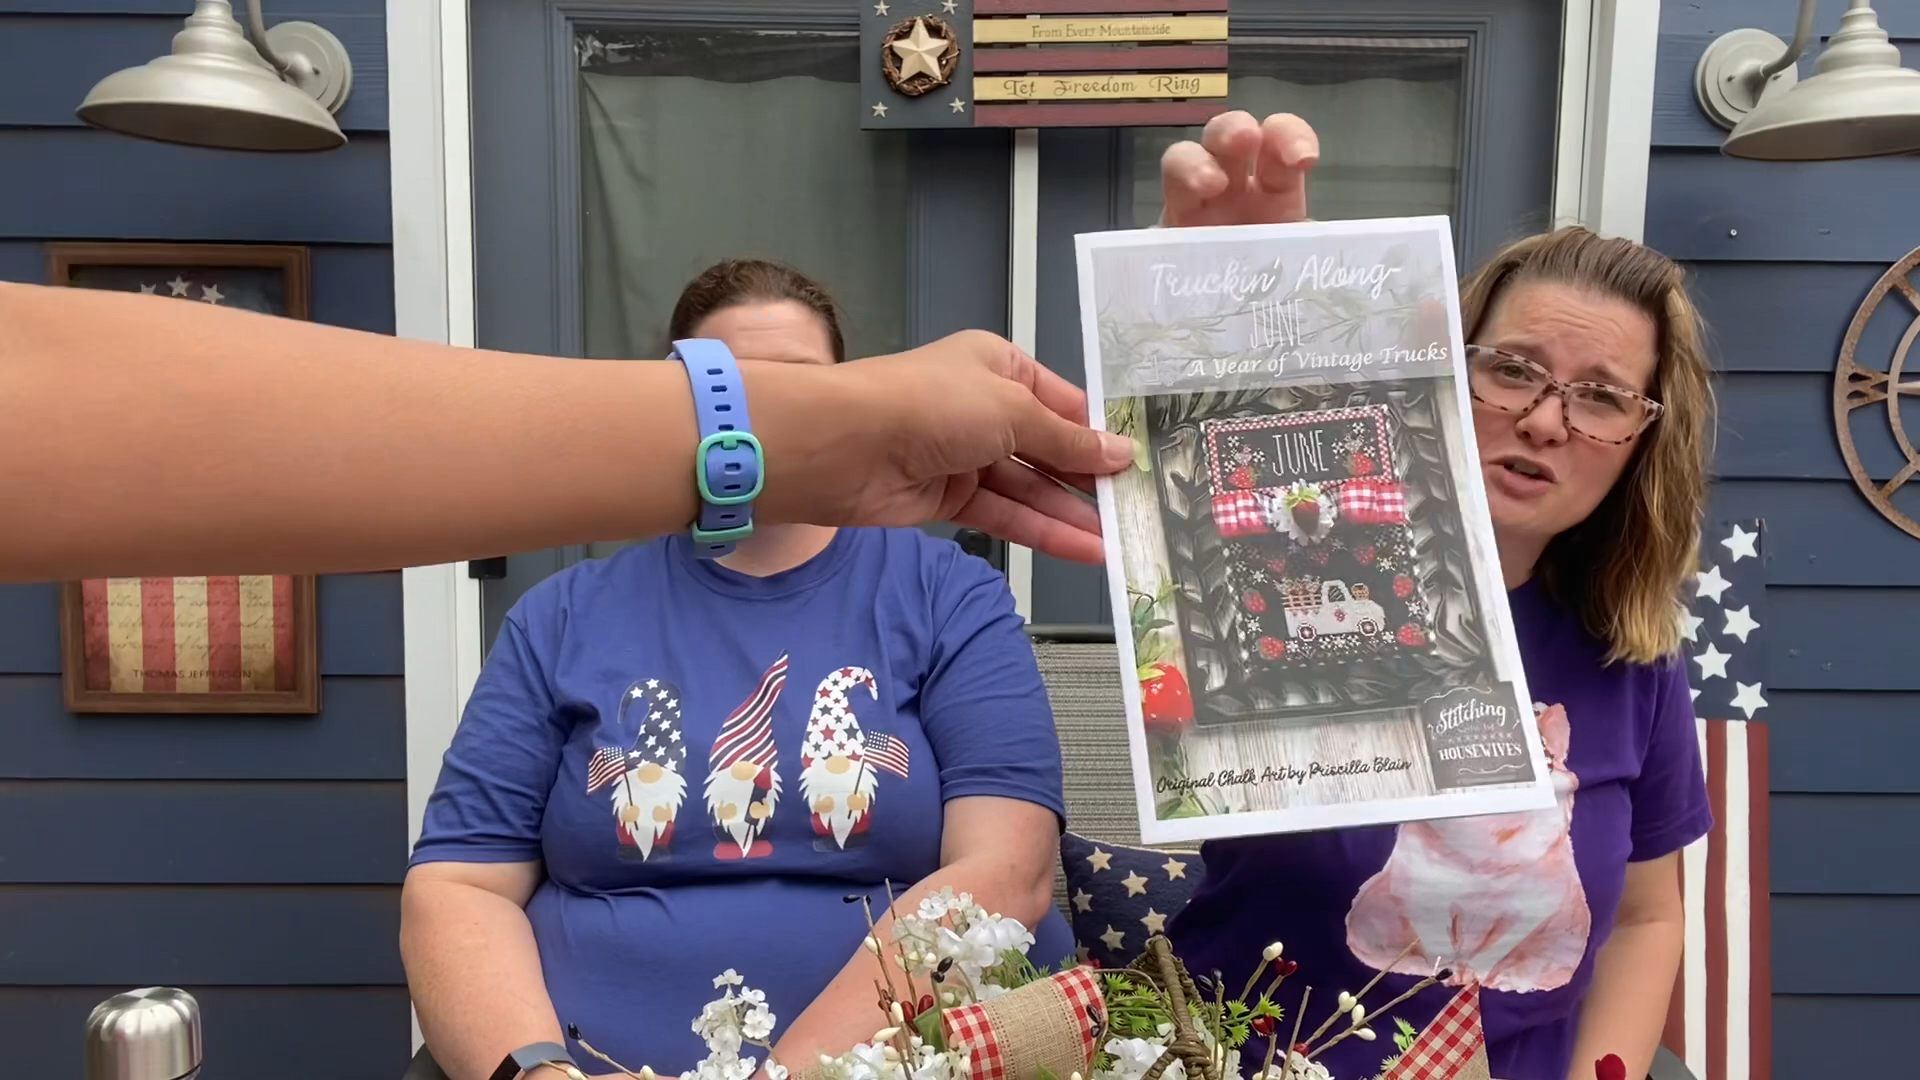 From Every Mountainside
Let Freedom Ring
Truckin' Along-
JUNE
A Year of Vintage Trucks
JUNE
Stitching
HOUSEWIVES
Original Chalk Art by Priscilla Blain
THOMAS JEFFERSON